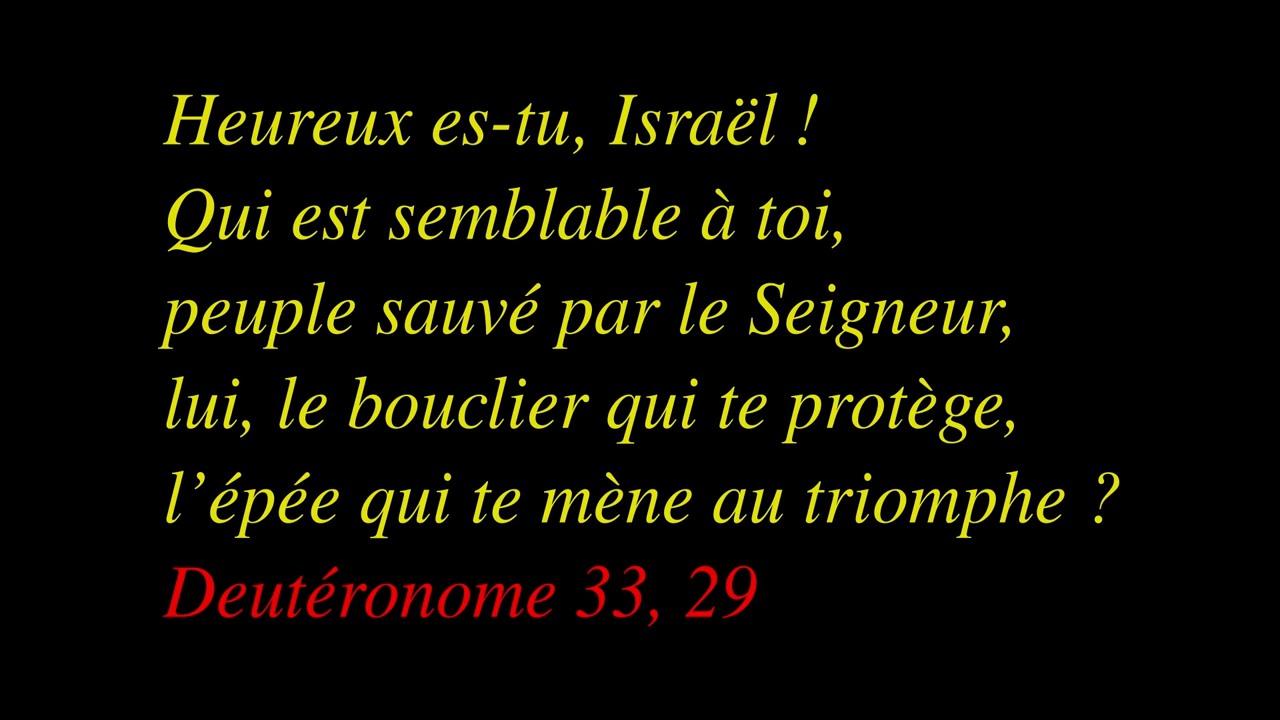 Heureux es-tu, Israël !
Qui est semblable à toi,
peuple sauvé par le Seigneur,
lui, le bouclier qui te protège,
l’épée qui te mène au triomphe ?
Deutéronome 33, 29